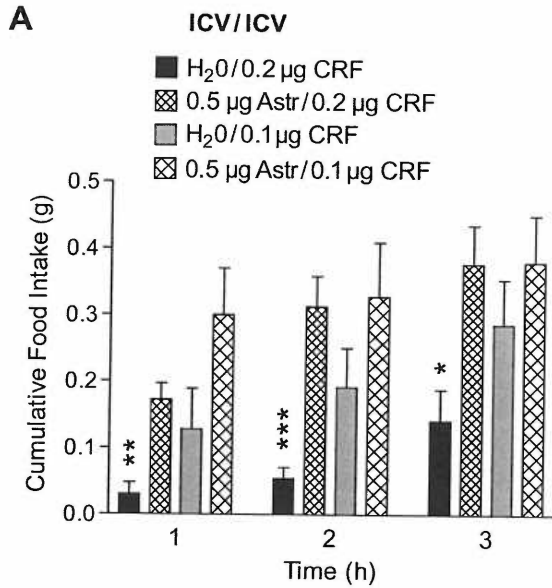 A
ICV/ICV
H₂0/0.2 µg CRF
0.5 µg Astr/0.2 µg CRF
H₂0/0.1 µg CRF
0.5 µg Astr/0.1 µg CRF
Cumulative Food Intake (g)
0.5
0.4
0.3
0.2
0.1
0.0
**
***
*
1 2 3
Time (h)